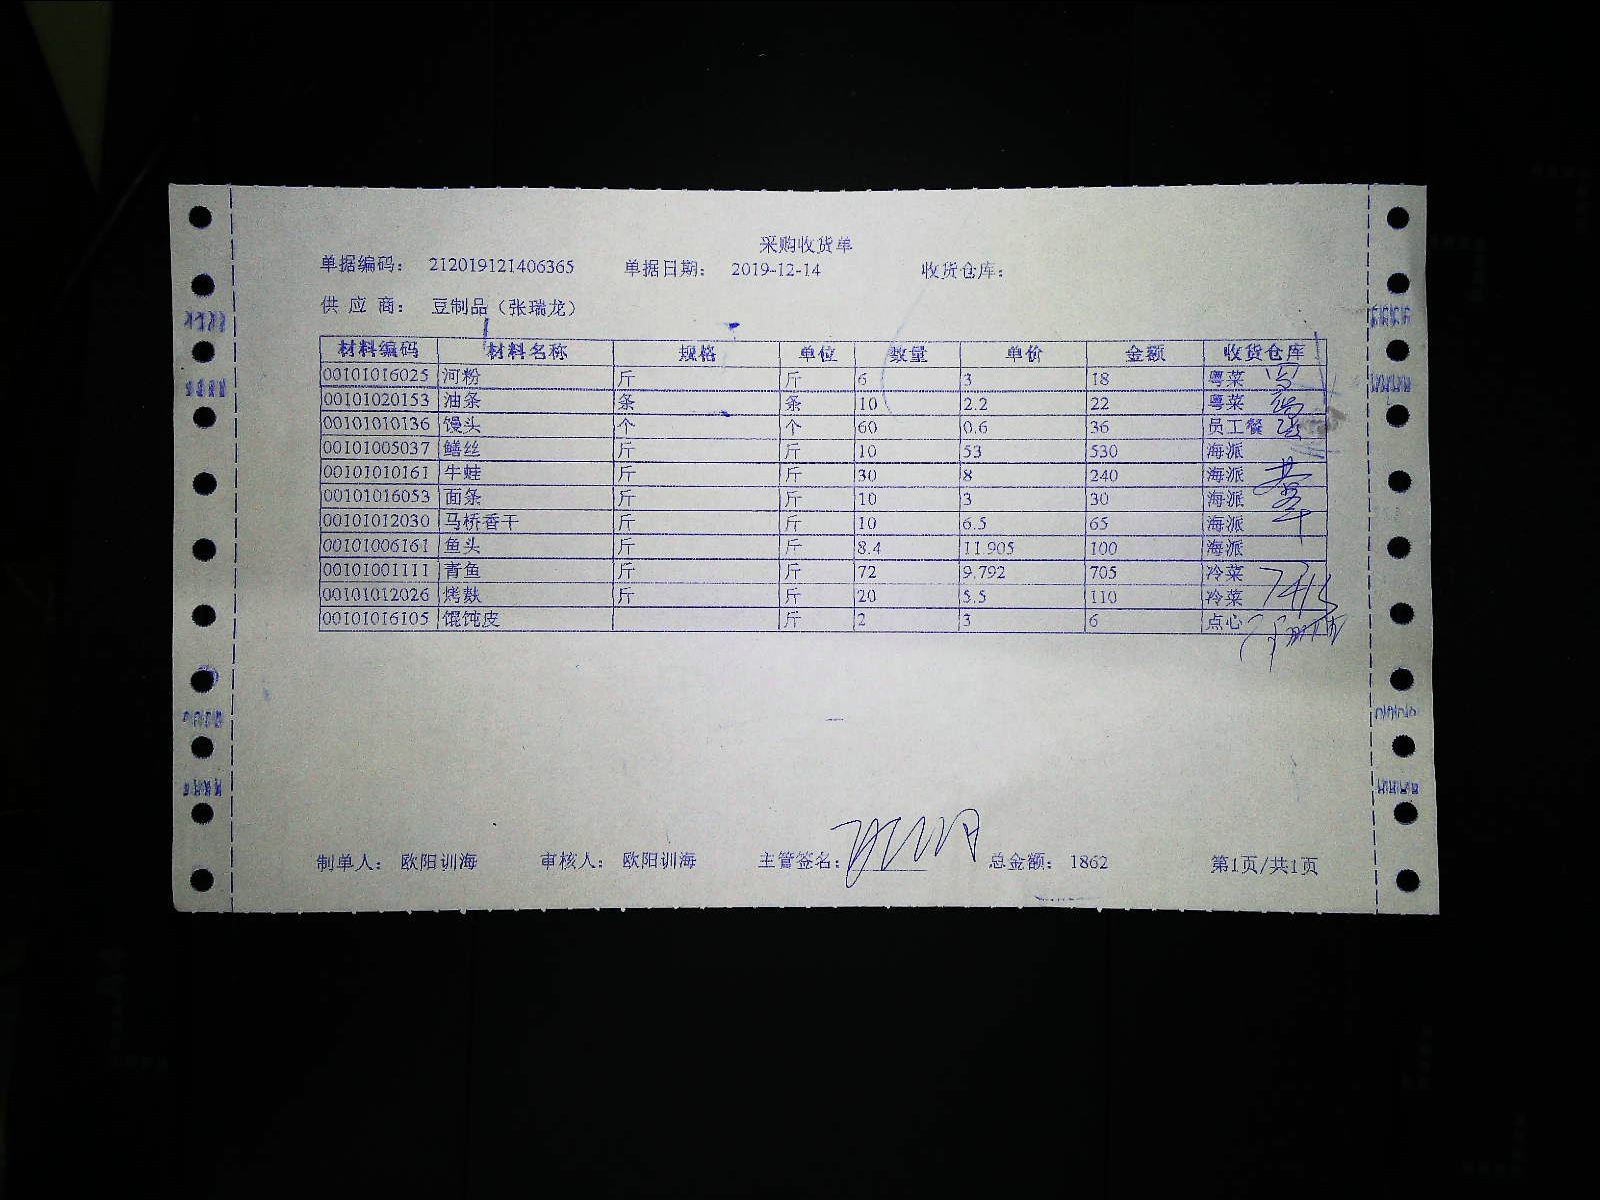 采购收货单
单据编码： 212019121406365 单据日期： 2019-12-14 收货仓库：
供 应 商： 豆制品（张瑞龙）
材料编码 材料名称 规格 单位 数量 单价 金额 收货仓库
00101016025 河粉 斤 斤 6 3 18 粤菜
00101020153 油条 条 条 10 2.2 22 粤菜
00101010136 馒头 个 个 60 0.6 36 员工餐
00101005037 鳝丝 斤 斤 10 53 530 海派
00101010161 牛蛙 斤 斤 30 8 240 海派
00101016053 面条 斤 斤 10 3 30 海派
00101012030 马桥香干 斤 斤 10 6.5 65 海派
00101006161 鱼头 斤 斤 8.4 11.905 100 海派
00101001111 青鱼 斤 斤 72 9.792 705 冷菜
00101012026 烤麸 斤 斤 20 5.5 110 冷菜
00101016105 馄饨皮 斤 2 3 6 点心
制单人： 欧阳训海 审核人： 欧阳训海 主管签名： 总金额： 1862 第1页/共1页